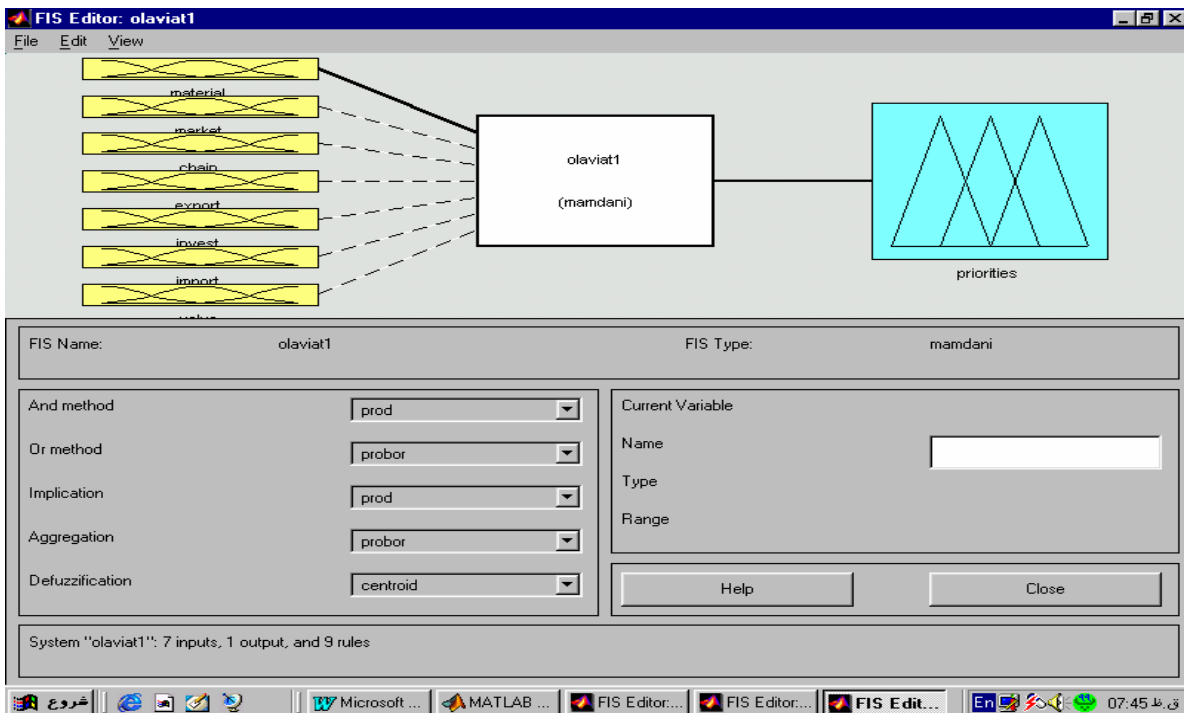 FIS Editor: olaviat1
File Edit View
material
market
chain
export
invest
import
value
olaviat1
(mamdani)
priorities
FIS Name: olaviat1 FIS Type: mamdani
And method prod
Or method probor
Implication prod
Aggregation probor
Defuzzification centroid
Current Variable
Name
Type
Range
Help Close
System "olaviat1": 7 inputs, 1 output, and 9 rules
شروع Microsoft ... MATLAB ... FIS Editor:... FIS Editor:... FIS Edit... En 07:45 ق.ظ